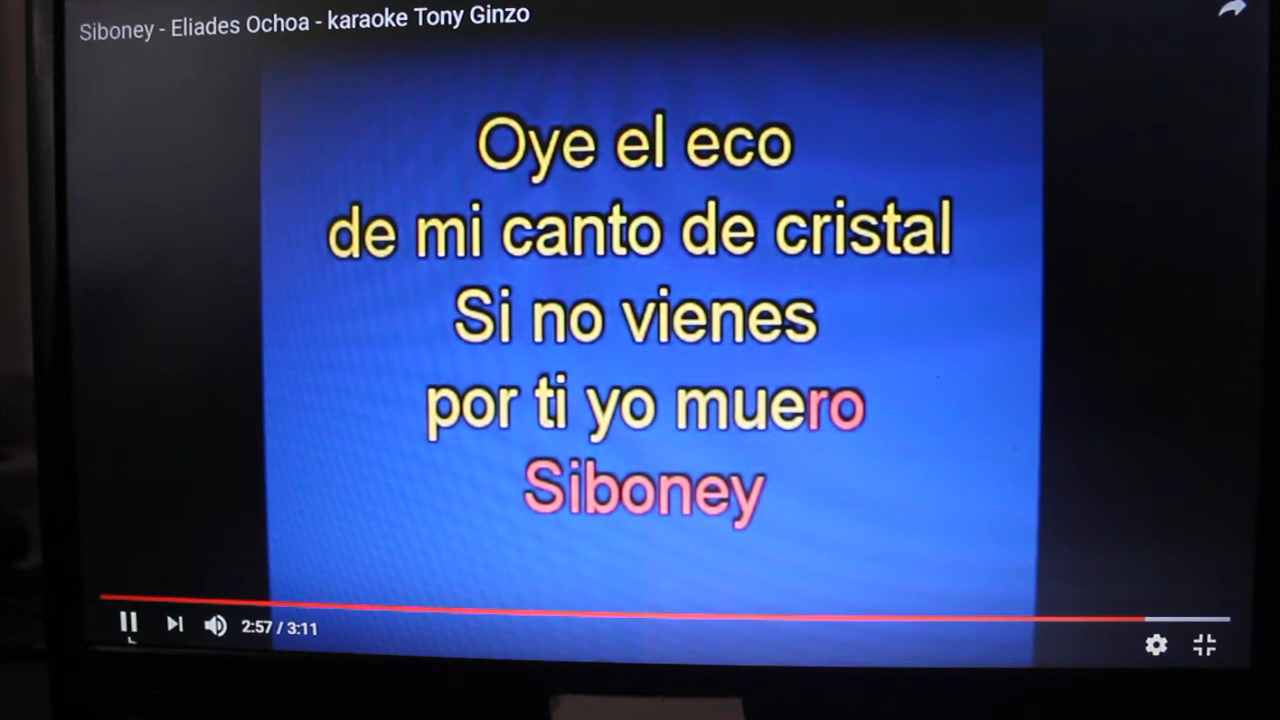 Siboney - Eliades Ochoa - karaoke Tony Ginzo
Oye el eco
de mi canto de cristal
Si no vienes
por ti yo muero
Siboney
2:57 / 3:11